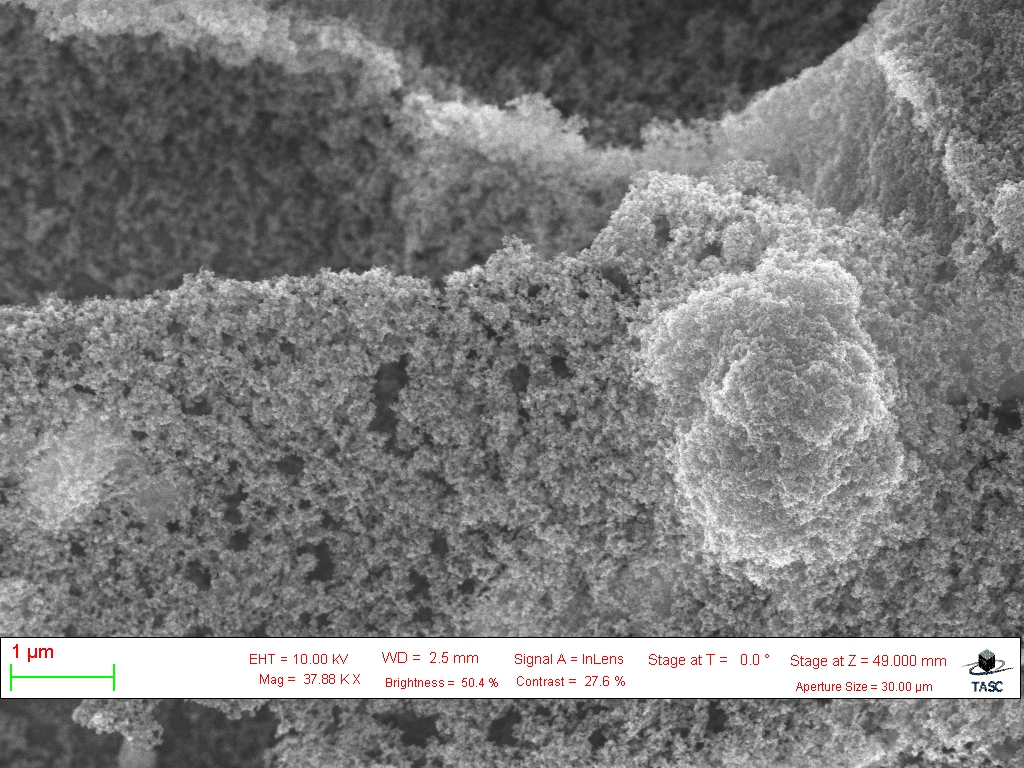 1 µm
EHT = 10.00 kV
WD = 2.5 mm
Signal A = InLens
Stage at T = 0.0 °
Stage at Z = 49.000 mm
Mag = 37.88 K X
Brightness = 50.4 %
Contrast = 27.6 %
Aperture Size = 30.00 µm
TASC